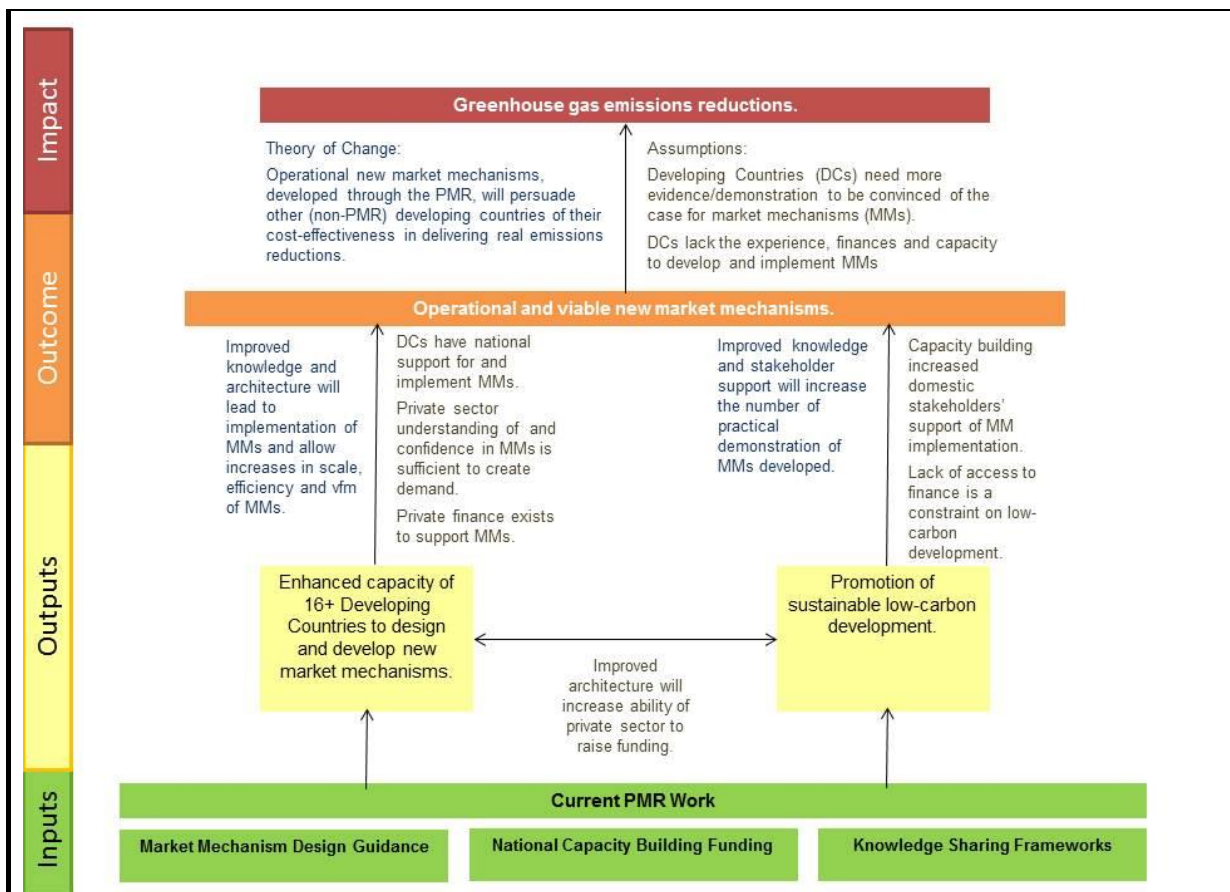 Impact
Greenhouse gas emissions reductions.
Theory of Change:
Operational new market mechanisms,
developed through the PMR, will persuade
other (non-PMR) developing countries of their
cost-effectiveness in delivering real emissions
reductions.
Assumptions:
Developing Countries (DCs) need more
evidence/demonstration to be convinced of the
case for market mechanisms (MMs).
DCs lack the experience, finances and capacity
to develop and implement MMs
Outcome
Operational and viable new market mechanisms.
Improved
knowledge and
architecture will
lead to
implementation of
MMs and allow
increases in scale,
efficiency and vfm
of MMs.
DCs have national
support for and
implement MMs.
Private sector
understanding of and
confidence in MMs is
sufficient to create
demand.
Private finance exists
to support MMs.
Improved knowledge
and stakeholder
support will increase
the number of
practical
demonstration of
MMs developed.
Capacity building
increased
domestic
stakeholders'
support of MM
implementation.
Lack of access to
finance is a
constraint on low-
carbon
development.
Outputs
Enhanced capacity of
16+ Developing
Countries to design
and develop new
market mechanisms.
Promotion of
sustainable low-carbon
development.
Improved
architecture will
increase ability of
private sector to
raise funding.
Inputs
Current PMR Work
Market Mechanism Design Guidance
National Capacity Building Funding
Knowledge Sharing Frameworks